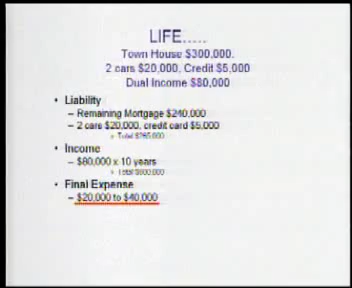 LIFE.....
Town House $300,000.
2 cars $20,000, Credit $5,000
Dual Income $80,000
• Liability
– Remaining Mortgage $240,000
– 2 cars $20,000, credit card $5,000
• Total $265,000
• Income
– $80,000 x 10 years
• Total $800,000
• Final Expense
– $20,000 to $40,000